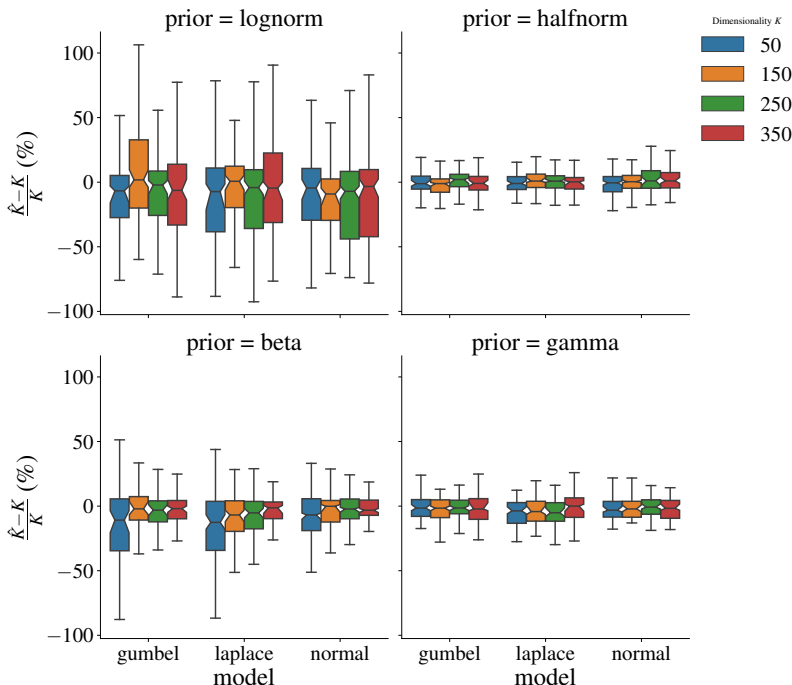 prior = lognorm
prior = halfnorm
Dimensionality K
50
150
250
350
100
50
0
−50
−100
K̂−K
K
(%)
prior = beta
prior = gamma
100
50
0
−50
−100
K̂−K
K
(%)
gumbel laplace normal
model
gumbel laplace normal
model